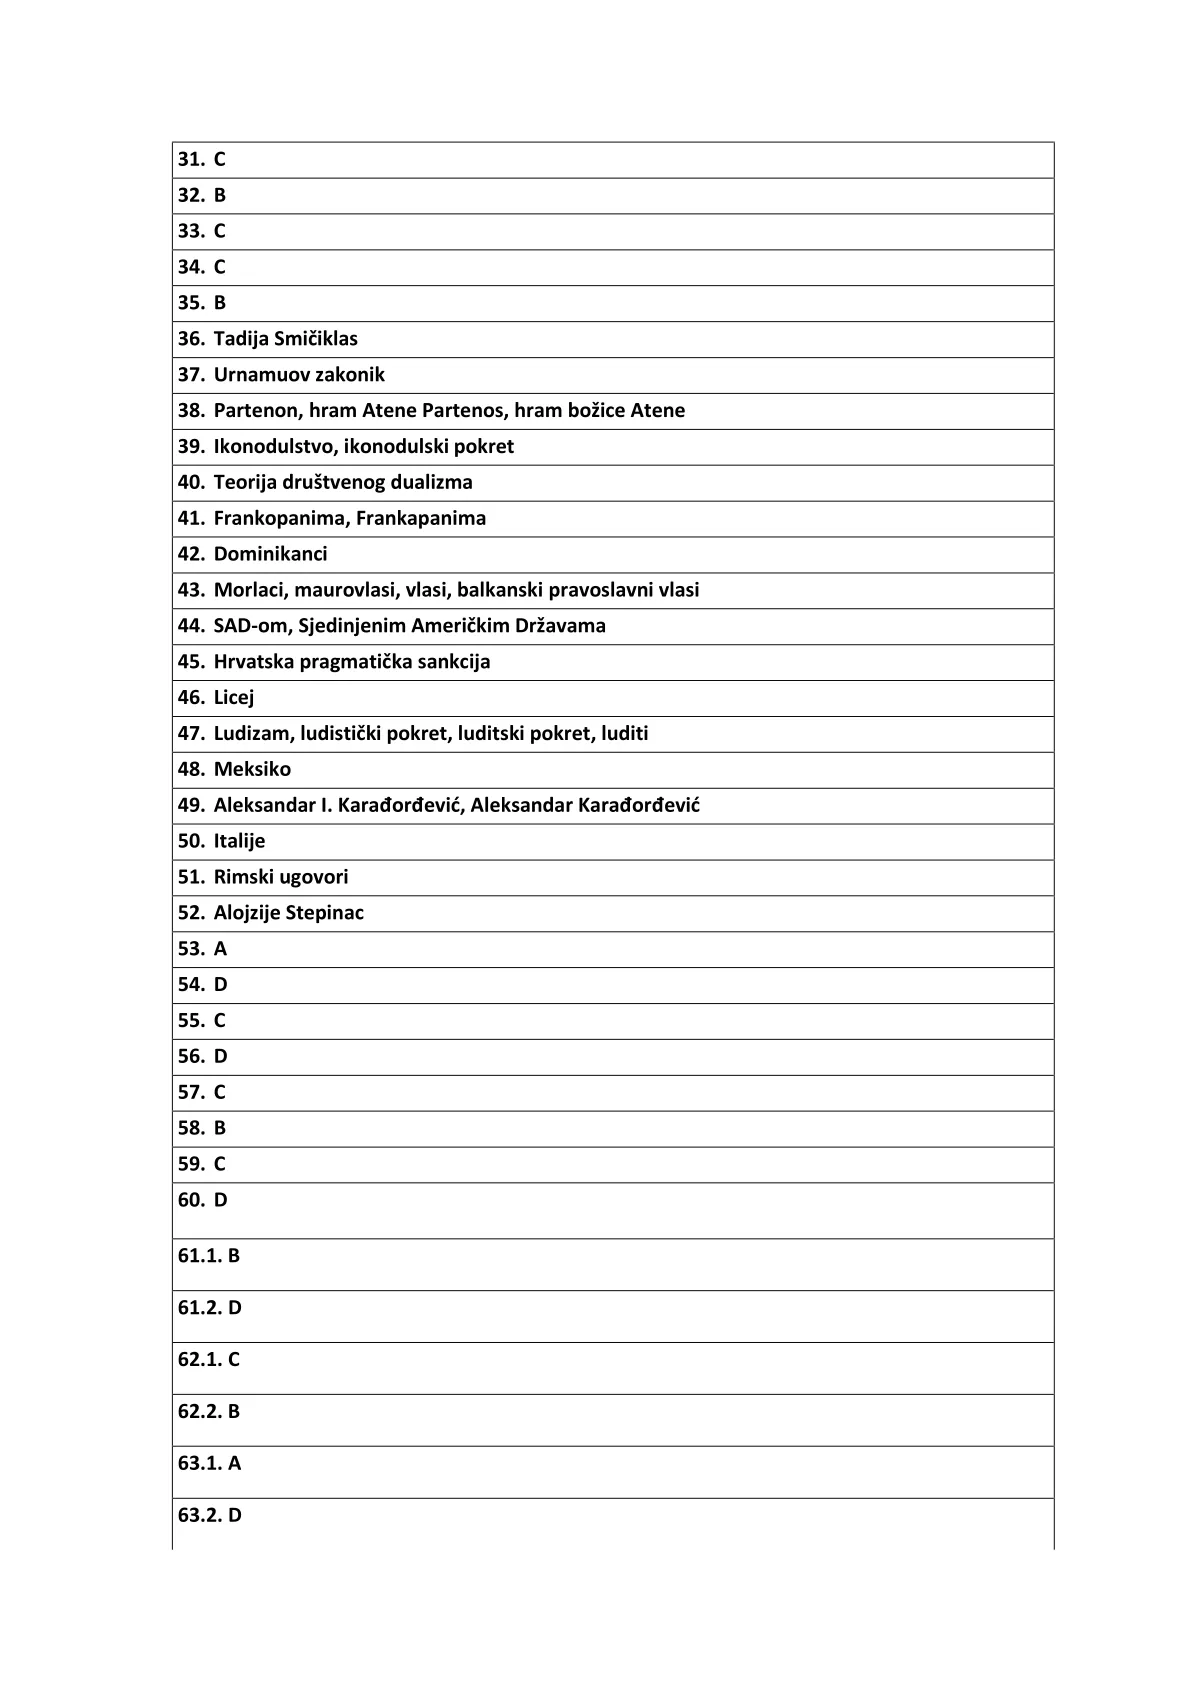 31. C
32. B
33. C
34. C
35. B
36. Tadija Smičiklas
37. Urnamuov zakonik
38. Partenon, hram Atene Partenos, hram božice Atene
39. Ikonodulstvo, ikonodulski pokret
40. Teorija društvenog dualizma
41. Frankopanima, Frankapanima
42. Dominikanci
43. Morlaci, maurovlasi, vlasi, balkanski pravoslavni vlasi
44. SAD-om, Sjedinjenim Američkim Državama
45. Hrvatska pragmatička sankcija
46. Licej
47. Ludizam, ludistički pokret, luditski pokret, luditi
48. Meksiko
49. Aleksandar I. Karađorđević, Aleksandar Karađorđević
50. Italije
51. Rimski ugovori
52. Alojzije Stepinac
53. A
54. D
55. C
56. D
57. C
58. B
59. C
60. D
61.1. B
61.2. D
62.1. C
62.2. B
63.1. A
63.2. D